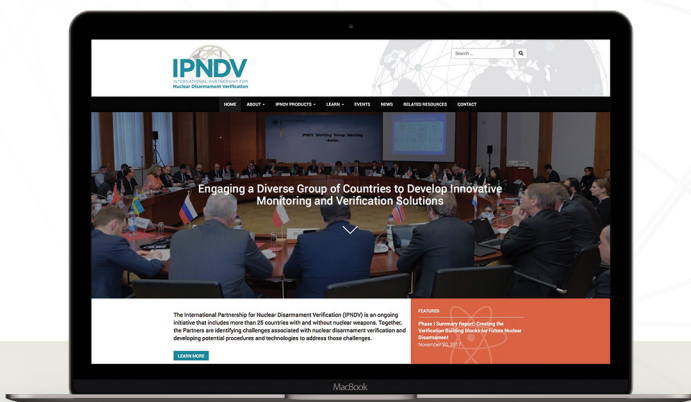 Search ...
IPNDV
INTERNATIONAL PARTNERSHIP FOR
Nuclear Disarmament Verification
HOME ABOUT IPNDV PRODUCTS LEARN EVENTS NEWS RELATED RESOURCES CONTACT
IPNDV Working Group Meeting
Engaging a Diverse Group of Countries to Develop Innovative
Monitoring and Verification Solutions
The International Partnership for Nuclear Disarmament Verification (IPNDV) is an ongoing
initiative that includes more than 25 countries with and without nuclear weapons. Together,
the Partners are identifying challenges associated with nuclear disarmament verification and
developing potential procedures and technologies to address those challenges.
LEARN MORE
FEATURED
Phase I Summary Report: Creating the
Verification Building Blocks for Future Nuclear
Disarmament
November 30, 2017
MacBook